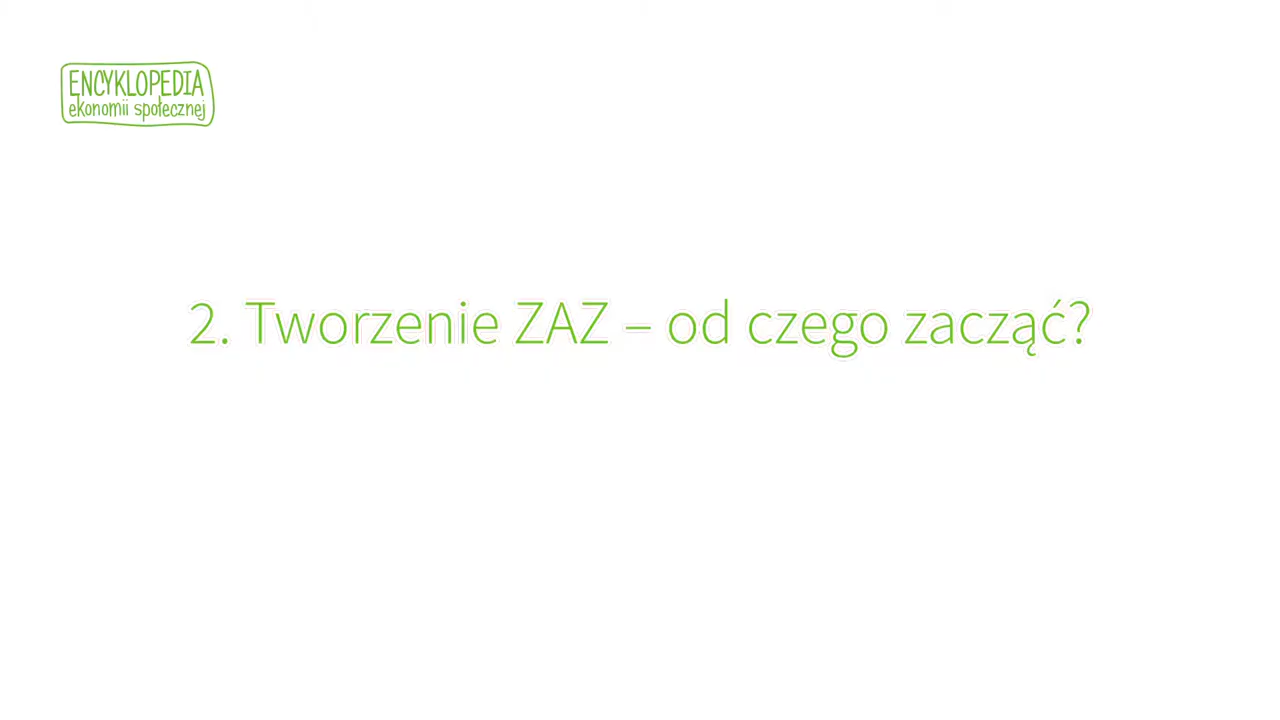 ENCYKLOPEDIA
ekonomii społecznej
2. Tworzenie ZAZ – od czego zacząć?